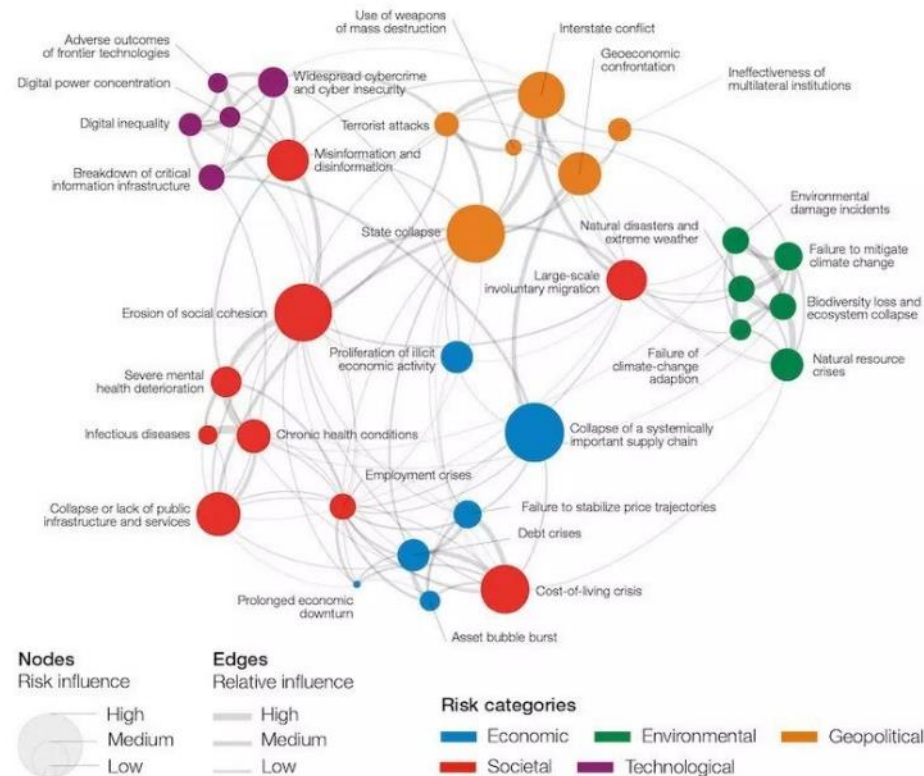 Use of weapons
of mass destruction
Interstate conflict
Adverse outcomes
of frontier technologies
Geoeconomic
confrontation
Digital power concentration
Widespread cybercrime
and cyber insecurity
Ineffectiveness of
multilateral institutions
Digital inequality
Terrorist attacks
Misinformation and
disinformation
Breakdown of critical
information infrastructure
Environmental
damage incidents
State collapse
Natural disasters and
extreme weather
Failure to mitigate
climate change
Large-scale
involuntary migration
Biodiversity loss and
ecosystem collapse
Erosion of social cohesion
Proliferation of illicit
economic activity
Failure of
climate-change
adaption
Natural resource
crises
Severe mental
health deterioration
Infectious diseases
Chronic health conditions
Collapse of a systemically
important supply chain
Employment crises
Collapse or lack of public
infrastructure and services
Failure to stabilize price trajectories
Debt crises
Cost-of-living crisis
Prolonged economic
downturn
Asset bubble burst
Nodes
Risk influence
High
Medium
Low
Edges
Relative influence
High
Medium
Low
Risk categories
Economic
Environmental
Geopolitical
Societal
Technological